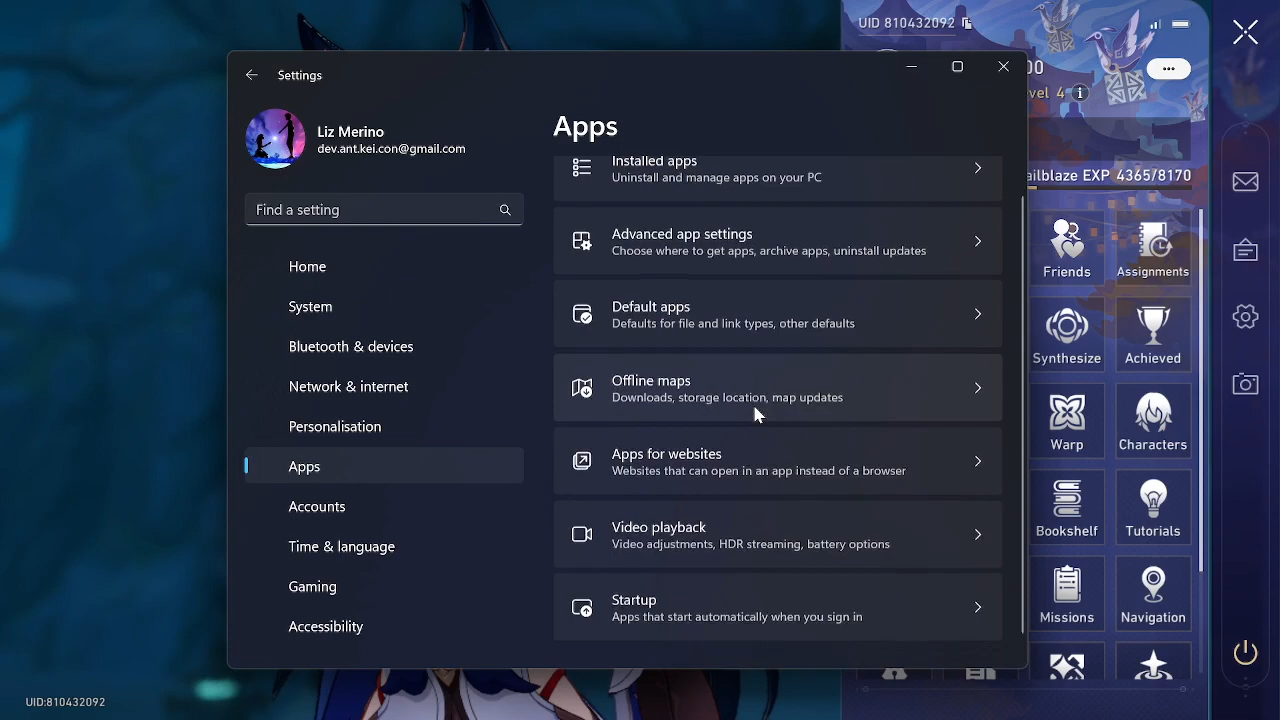 UID 810432092
00
vel 4
ailblaze EXP 4365/8170
Settings
Liz Merino
dev.ant.kei.con@gmail.com
Find a setting
Home
System
Bluetooth & devices
Network & internet
Personalisation
Apps
Accounts
Time & language
Gaming
Accessibility
Apps
Installed apps
Uninstall and manage apps on your PC
Advanced app settings
Choose where to get apps, archive apps, uninstall updates
Default apps
Defaults for file and link types, other defaults
Offline maps
Downloads, storage location, map updates
Apps for websites
Websites that can open in an app instead of a browser
Video playback
Video adjustments, HDR streaming, battery options
Startup
Apps that start automatically when you sign in
Friends
Assignments
Synthesize
Achieved
Warp
Characters
Bookshelf
Tutorials
Missions
Navigation
UID:810432092